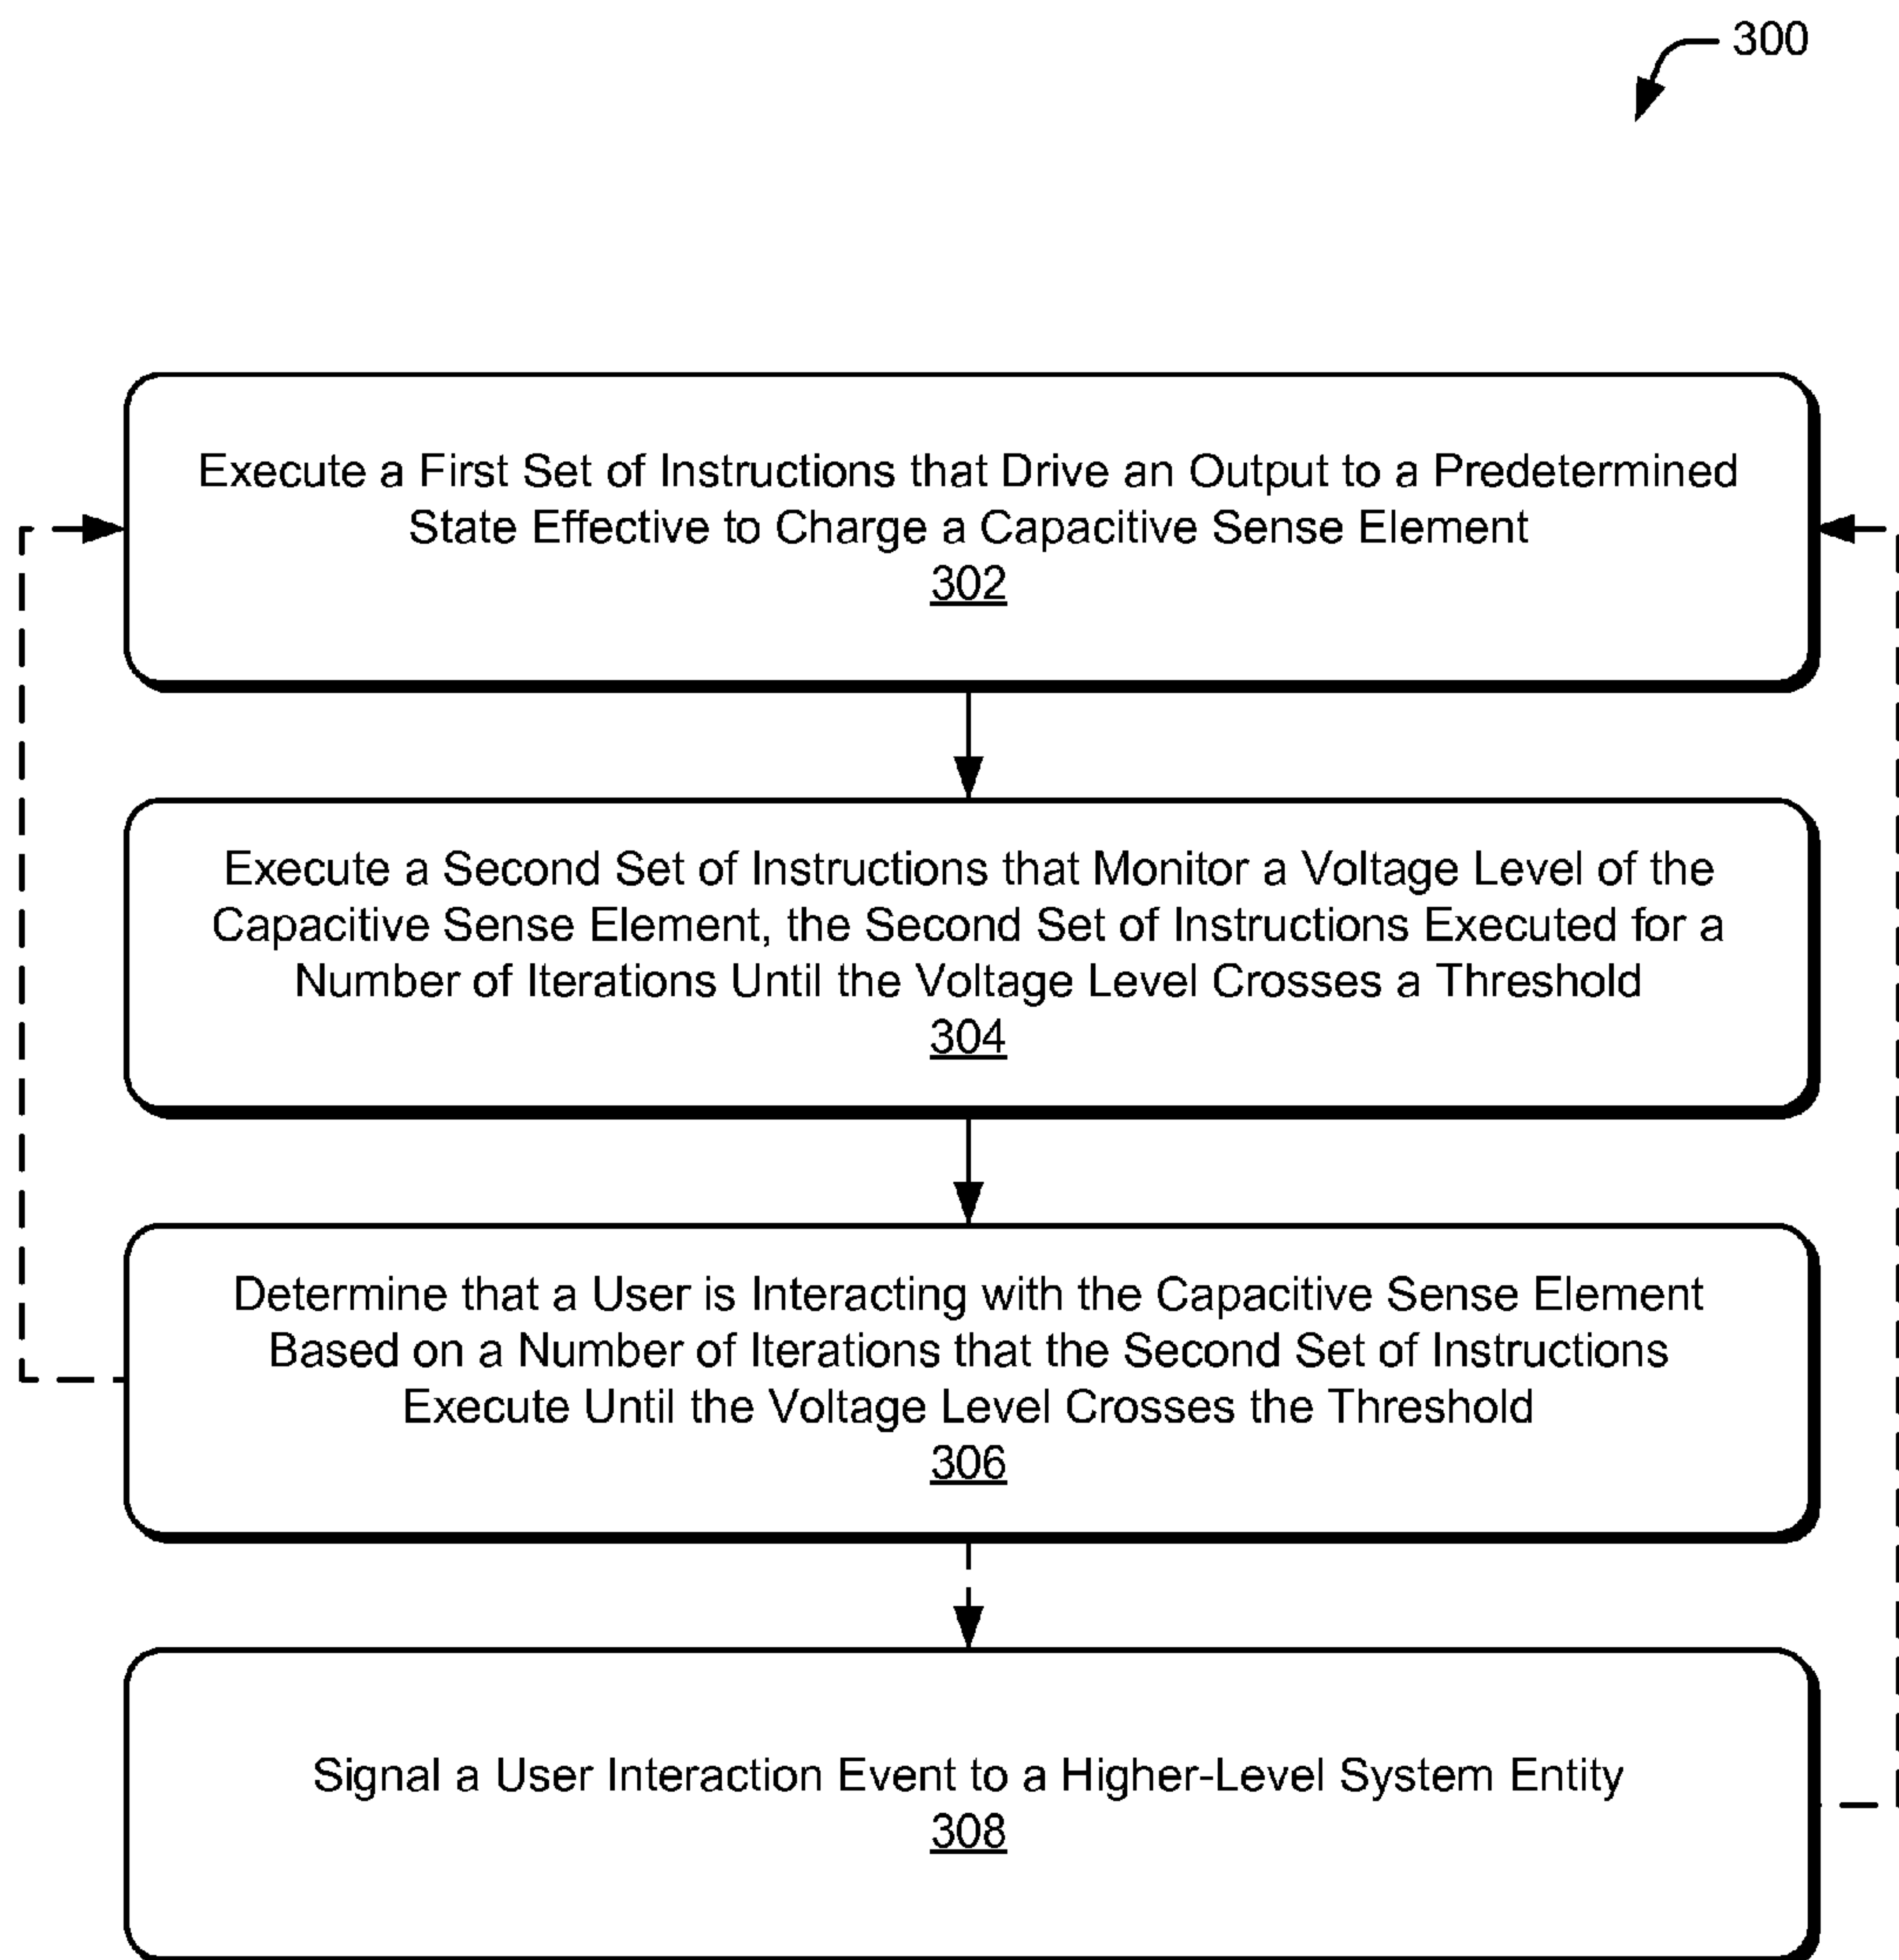 300
Execute a First Set of Instructions that Drive an Output to a Predetermined
State Effective to Charge a Capacitive Sense Element
302
Execute a Second Set of Instructions that Monitor a Voltage Level of the
Capacitive Sense Element, the Second Set of Instructions Executed for a
Number of Iterations Until the Voltage Level Crosses a Threshold
304
Determine that a User is Interacting with the Capacitive Sense Element
Based on a Number of Iterations that the Second Set of Instructions
Execute Until the Voltage Level Crosses the Threshold
306
Signal a User Interaction Event to a Higher-Level System Entity
308